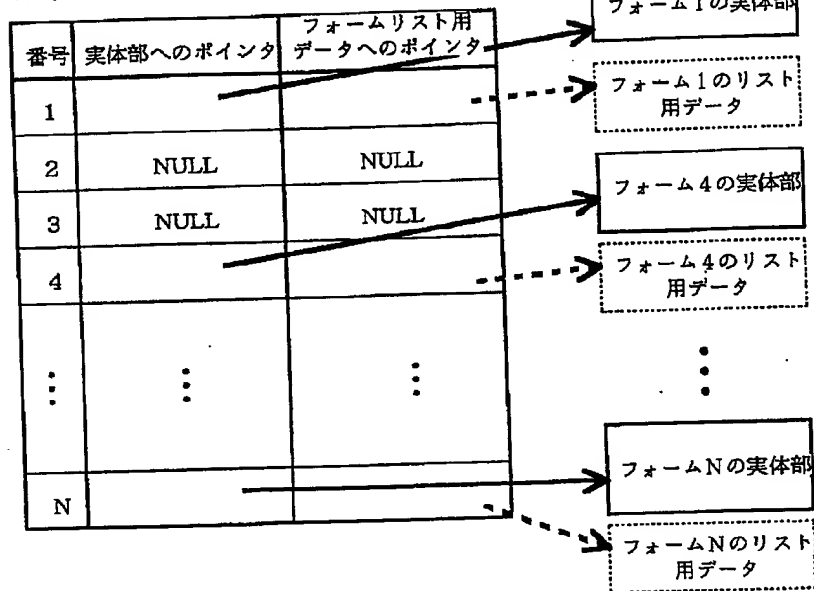 番号
実体部へのポインタ
フォームリスト用
データへのポインタ
1
2 NULL NULL
3 NULL NULL
4
N
フォーム1の実体部
フォーム1のリスト
用データ
フォーム4の実体部
フォーム4のリスト
用データ
フォームNの実体部
フォームNのリスト
用データ